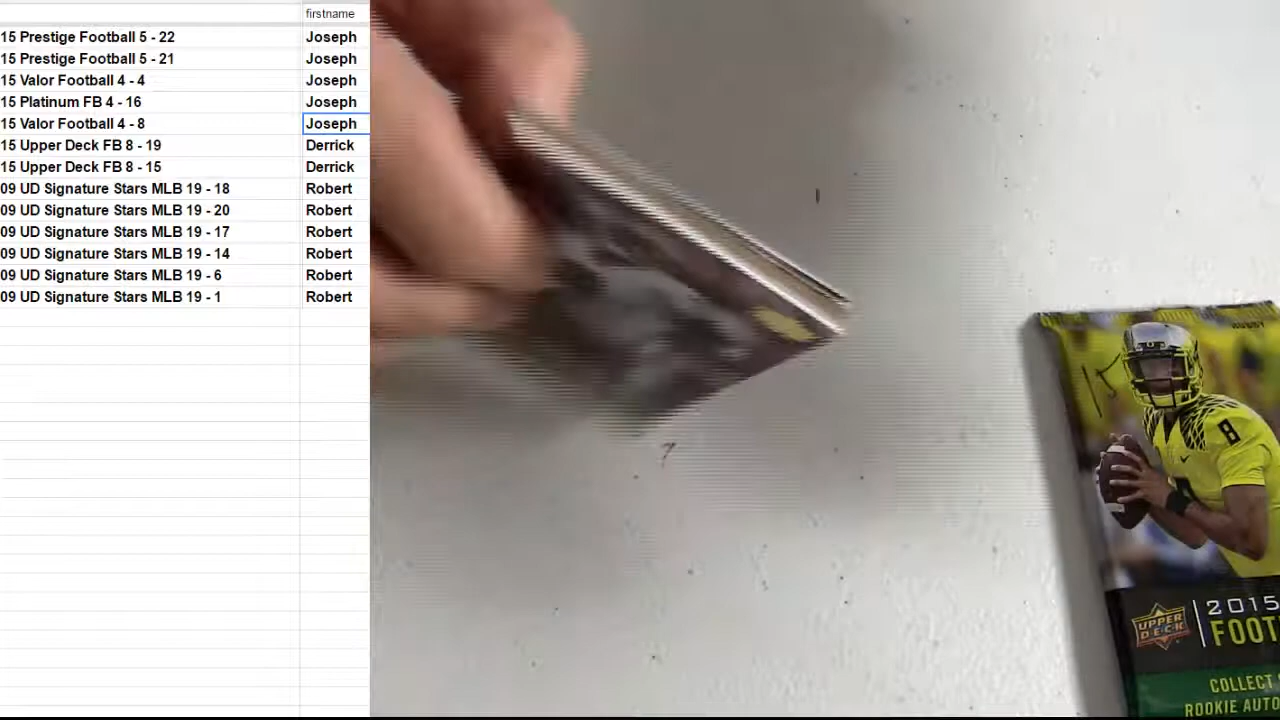 firstname
15 Prestige Football 5 - 22 Joseph
15 Prestige Football 5 - 21 Joseph
15 Valor Football 4 - 4 Joseph
15 Platinum FB 4 - 16 Joseph
15 Valor Football 4 - 8 Joseph
15 Upper Deck FB 8 - 19 Derrick
15 Upper Deck FB 8 - 15 Derrick
09 UD Signature Stars MLB 19 - 18 Robert
09 UD Signature Stars MLB 19 - 20 Robert
09 UD Signature Stars MLB 19 - 17 Robert
09 UD Signature Stars MLB 19 - 14 Robert
09 UD Signature Stars MLB 19 - 6 Robert
09 UD Signature Stars MLB 19 - 1 Robert
15
8
UPPER DECK
2015
FOOT
COLLECT
ROOKIE AUTO